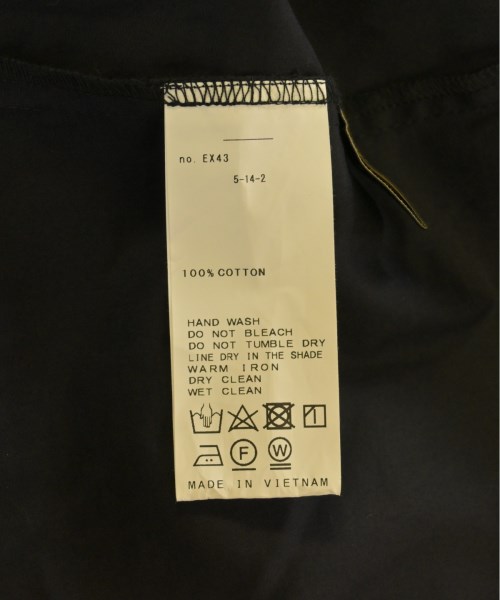 no. EX43
5-14-2
100% COTTON
HAND WASH
DO NOT BLEACH
DO NOT TUMBLE DRY
LINE DRY IN THE SHADE
WARM IRON
DRY CLEAN
WET CLEAN
F W
MADE IN VIETNAM